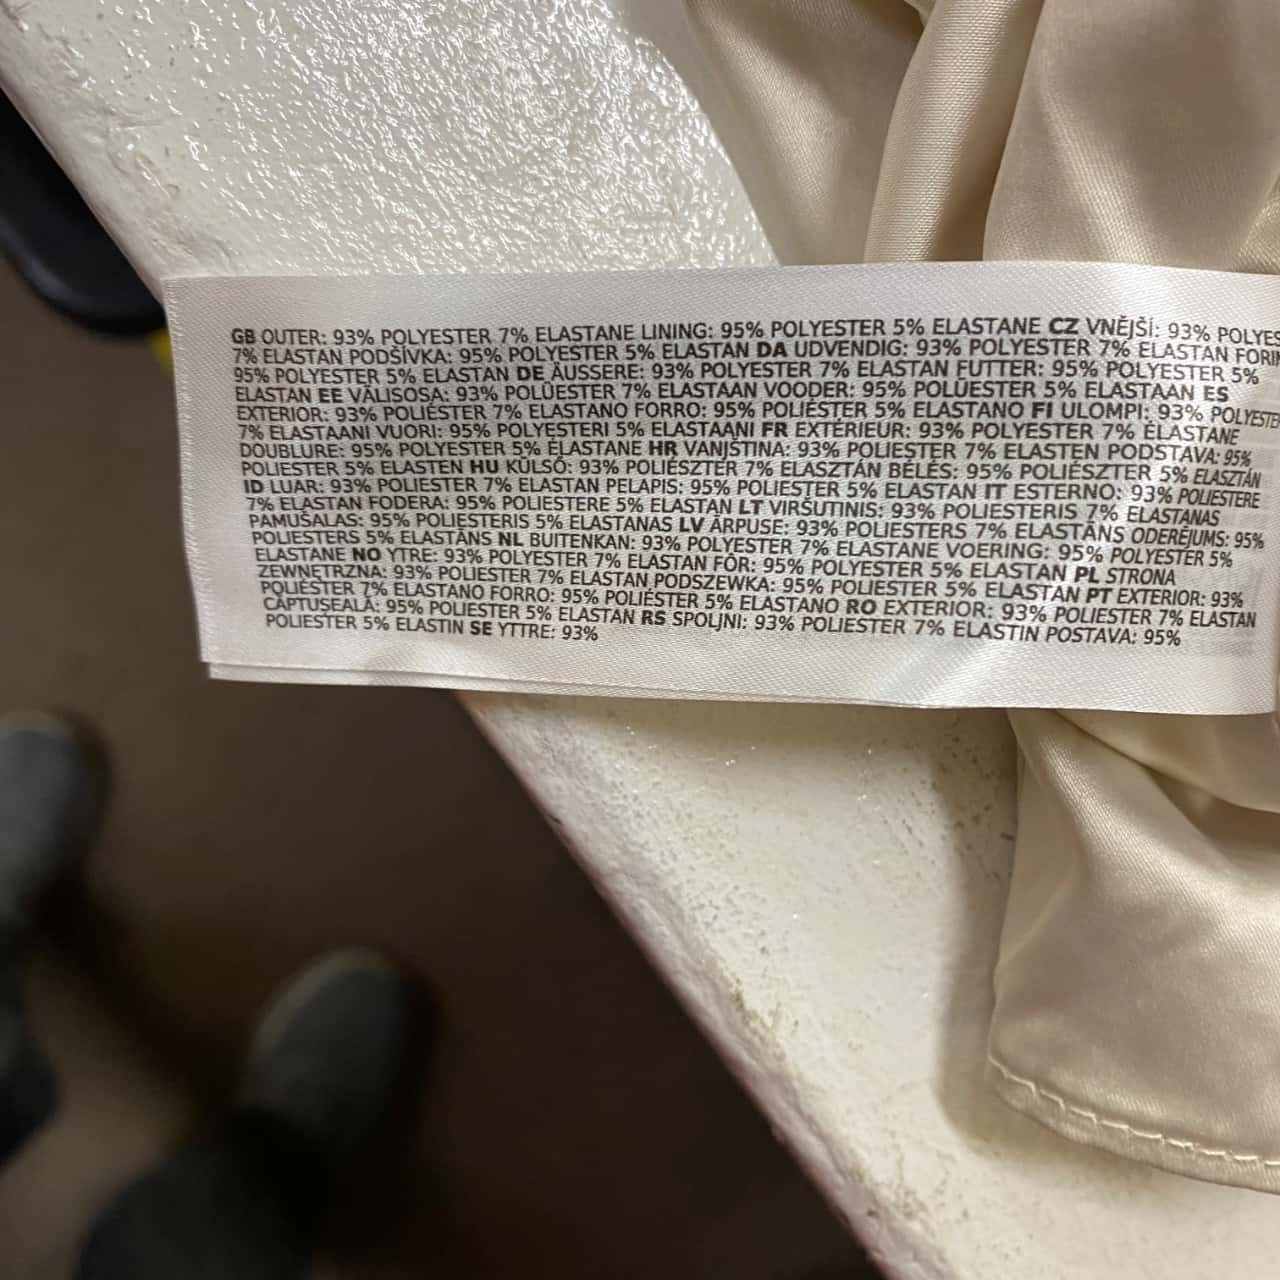 GB OUTER: 93% POLYESTER 7% ELASTANE LINING: 95% POLYESTER 5% ELASTANE CZ VNĚJŠÍ: 93% POLYES
7% ELASTAN PODŠÍVKA: 95% POLYESTER 5% ELASTAN DA UDVENDIG: 93% POLYESTER 7% ELASTAN FORIN
95% POLYESTER 5% ELASTAN DE ÄUSSERE: 93% POLYESTER 7% ELASTAN FUTTER: 95% POLYESTER 5%
ELASTAN EE VÄLISOSA: 93% POLÜESTER 7% ELASTAAN VOODER: 95% POLÜESTER 5% ELASTAAN ES
EXTERIOR: 93% POLIÉSTER 7% ELASTANO FORRO: 95% POLIÉSTER 5% ELASTANO FI ULOMPI: 93% POLYESTE
7% ELASTAANI VUORI: 95% POLYESTERI 5% ELASTAANI FR EXTÉRIEUR: 93% POLYESTER 7% ÉLASTANE
DOUBLURE: 95% POLYESTER 5% ÉLASTANE HR VANJŠTINA: 93% POLIESTER 7% ELASTEN PODSTAVA: 95%
POLIESTER 5% ELASTEN HU KÜLSŐ: 93% POLIÉSZTER 7% ELASZTÁN BÉLÉS: 95% POLIÉSZTER 5% ELASZTÁN
ID LUAR: 93% POLIESTER 7% ELASTAN PELAPIS: 95% POLIESTER 5% ELASTAN IT ESTERNO: 93% POLIESTERE
7% ELASTAN FODERA: 95% POLIESTERE 5% ELASTAN LT VIRŠUTINIS: 93% POLIESTERIS 7% ELASTANAS
PAMUŠALAS: 95% POLIESTERIS 5% ELASTANAS LV ĀRPUSE: 93% POLIESTERS 7% ELASTĀNS ODERĒJUMS: 95%
POLIESTERS 5% ELASTĀNS NL BUITENKAN: 93% POLYESTER 7% ELASTANE VOERING: 95% POLYESTER 5%
ELASTANE NO YTRE: 93% POLYESTER 7% ELASTAN FÔR: 95% POLYESTER 5% ELASTAN PL STRONA
ZEWNĘTRZNA: 93% POLIESTER 7% ELASTAN PODSZEWKA: 95% POLIESTER 5% ELASTAN PT EXTERIOR: 93%
POLIÉSTER 7% ELASTANO FORRO: 95% POLIÉSTER 5% ELASTANO RO EXTERIOR: 93% POLIESTER 7% ELASTAN
CĂPTUȘEALĂ: 95% POLIESTER 5% ELASTAN RS SPOLJNI: 93% POLIESTER 7% ELASTIN POSTAVA: 95%
POLIESTER 5% ELASTIN SE YTTRE: 93%